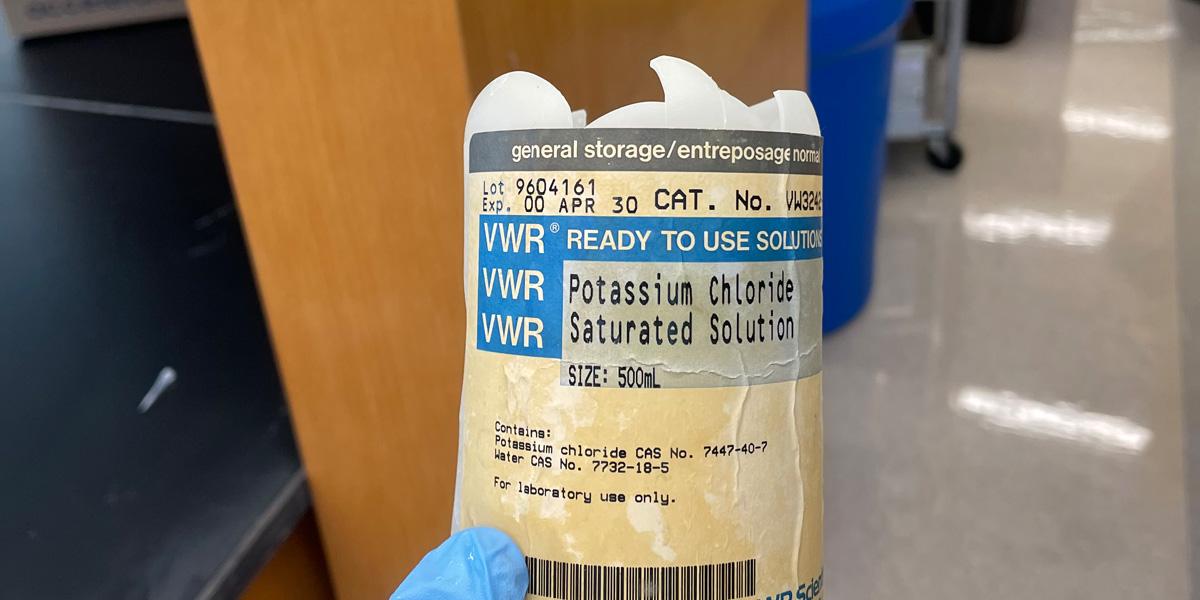 general storage/entreposage normal
Lot 9604161
Exp. 00 APR 30 CAT. No.
VWR® READY TO USE SOLUTIONS
VWR Potassium Chloride
VWR Saturated Solution
SIZE: 500mL
Contains:
Potassium chloride CAS No. 7447-40-7
Water CAS No. 7732-18-5
For laboratory use only.